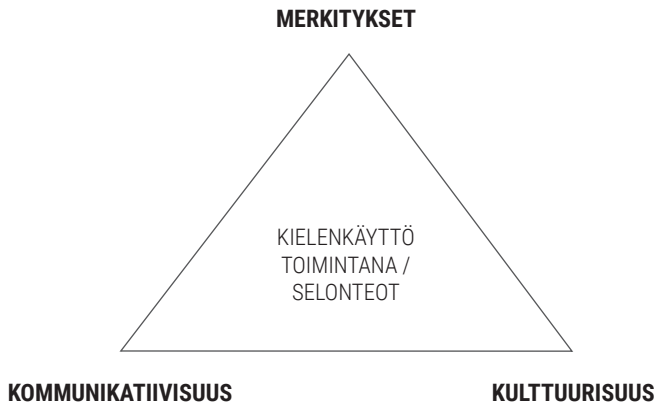 MERKITYKSET
KIELENKÄYTTÖ
TOIMINTANA /
SELONTEOT
KOMMUNIKATIIVISUUS
KULTTUURISUUS